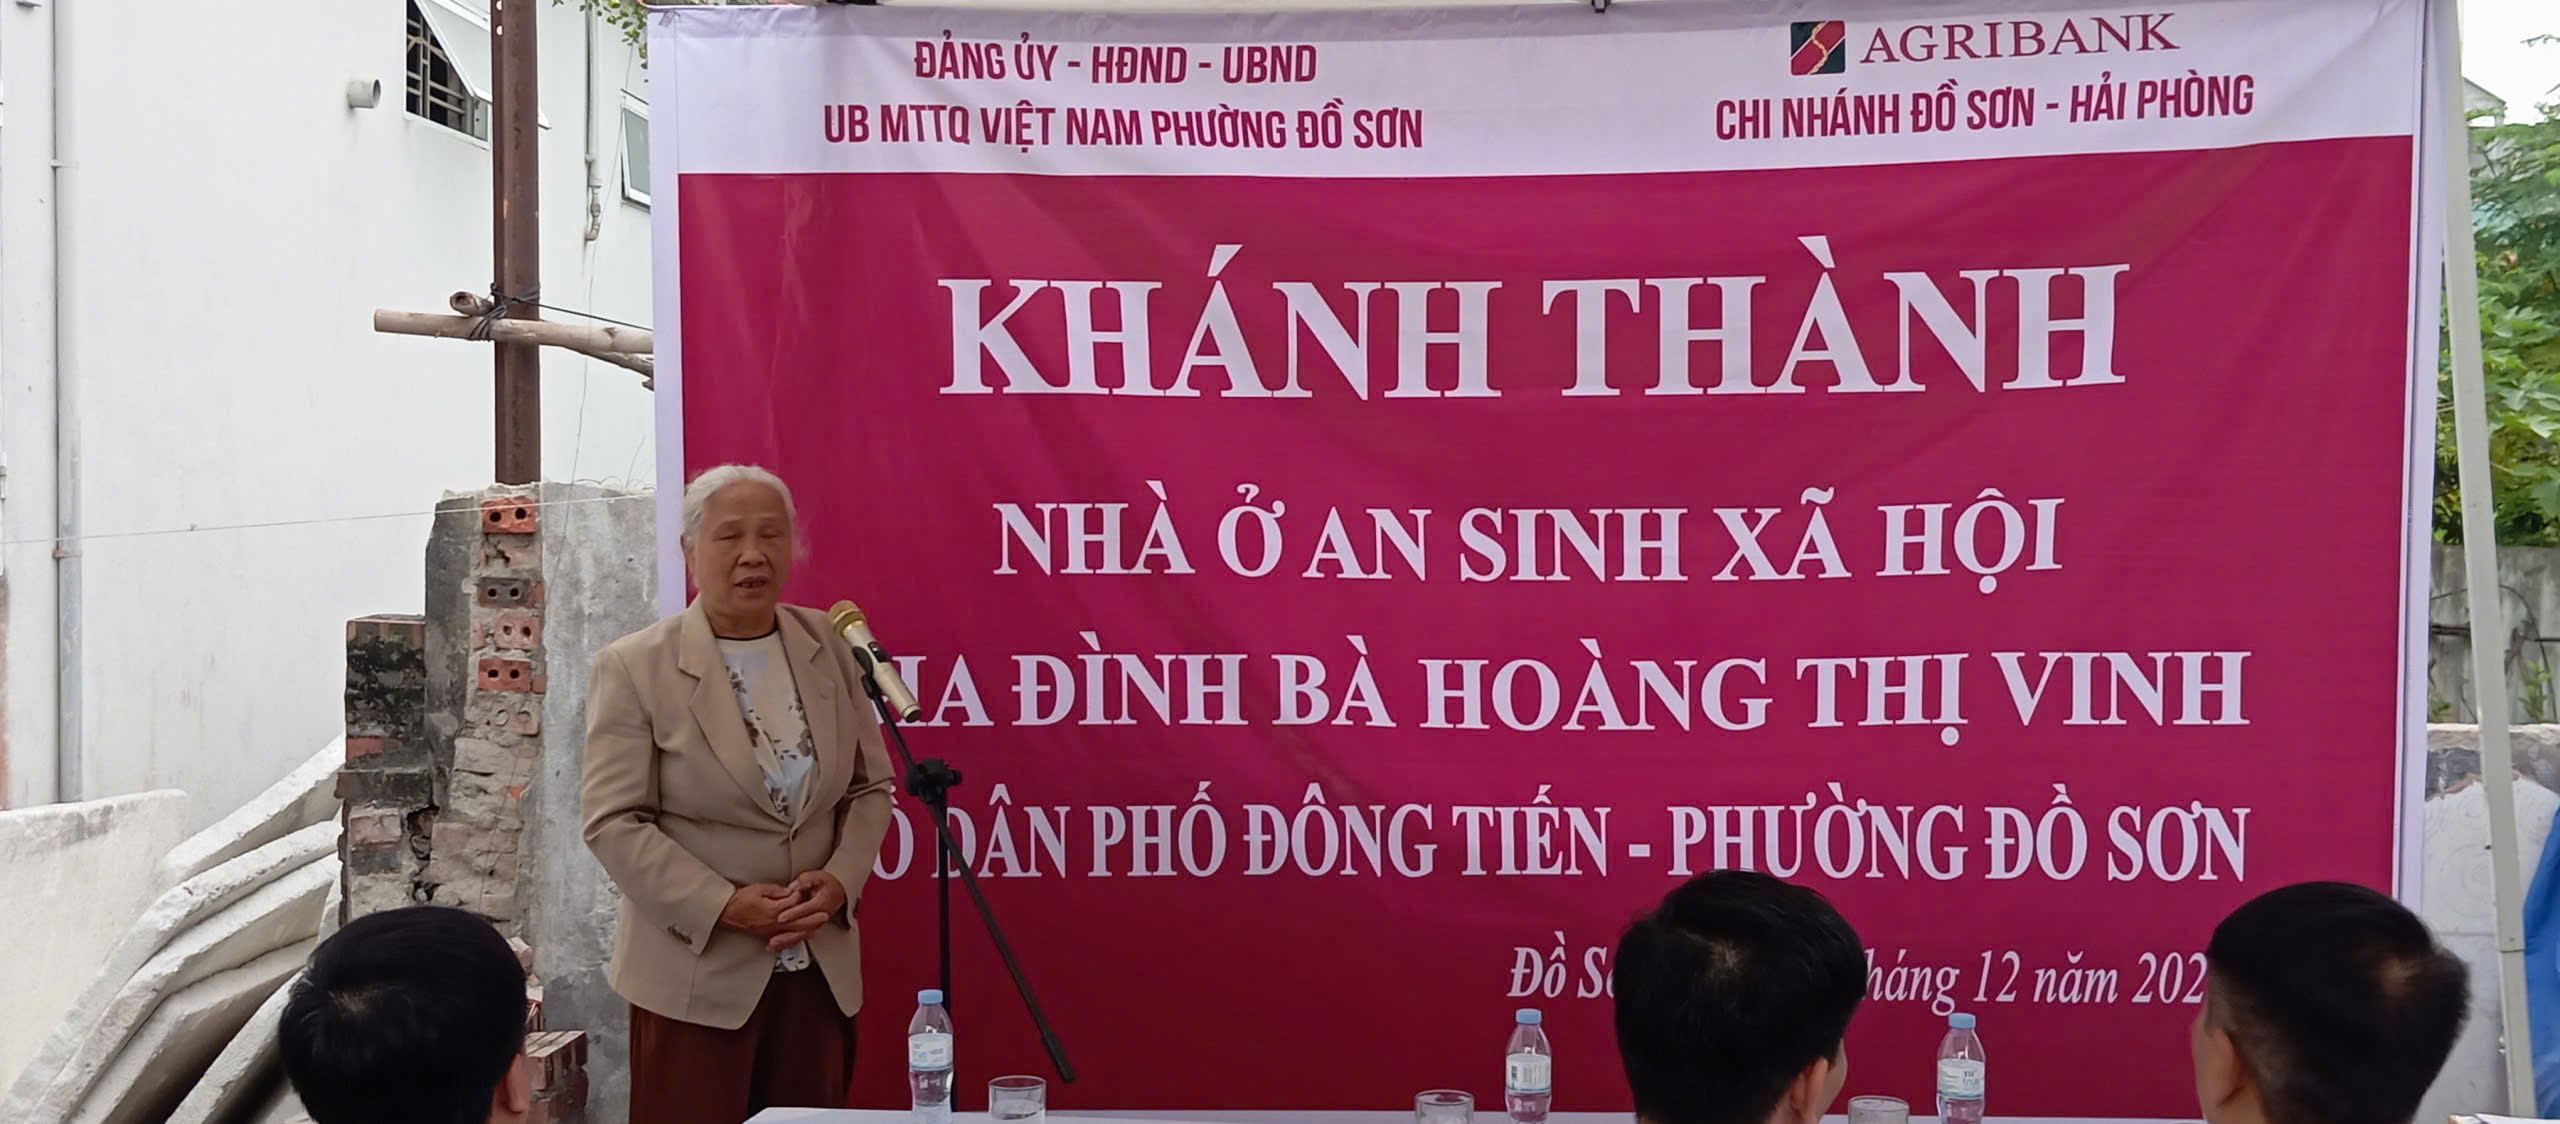 ĐẢNG ỦY - HĐND - UBND
UB MTTQ VIỆT NAM PHƯỜNG ĐỒ SƠN
AGRIBANK
CHI NHÁNH ĐỒ SƠN - HẢI PHÒNG
KHÁNH THÀNH
NHÀ Ở AN SINH XÃ HỘI
GIA ĐÌNH BÀ HOÀNG THỊ VINH
DÂN PHỐ ĐÔNG TIẾN - PHƯỜNG ĐỒ SƠN
Đồ tháng 12 năm